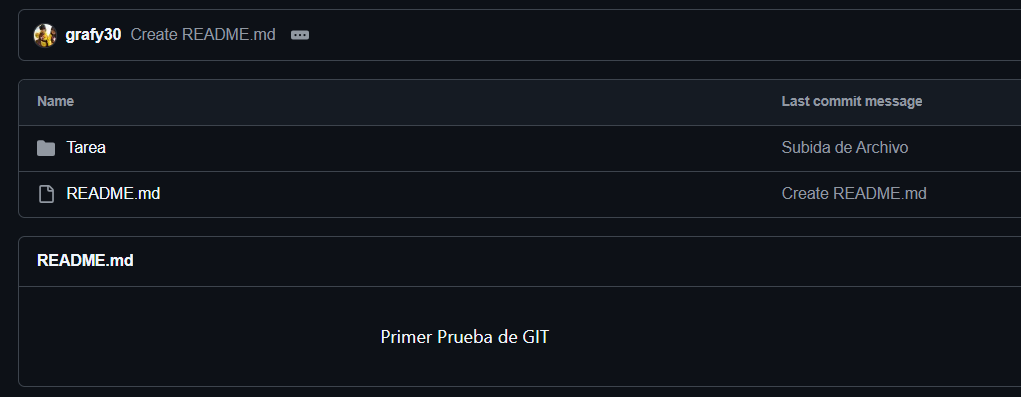 grafy30 Create README.md
Name Last commit message
Tarea Subida de Archivo
README.md Create README.md
README.md
Primer Prueba de GIT